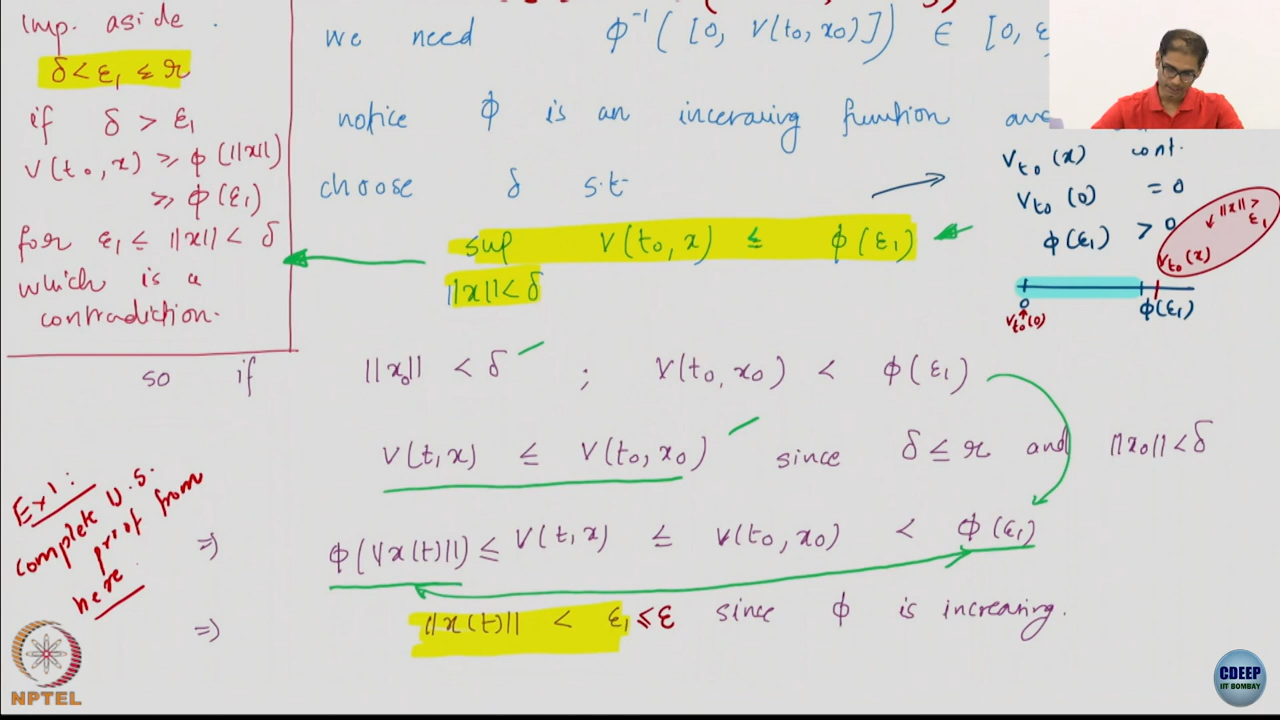 Imp. aside.
δ < ε₁ ≤ r
if δ > ε₁
V(t₀, x) ≥ ϕ(||x||)
≥ ϕ(ε₁)
for ε₁ ≤ ||x|| < δ
which is a
contradition.
we need ϕ⁻¹([0, V(t₀, x₀)]) ∈ [0, ε
notice ϕ is an incerasing function and
choose δ s.t
sup V(t₀, x) ≤ ϕ(ε₁)
||x|| < δ
V_{t₀}(x) cont.
V_{t₀}(0) = 0
ϕ(ε₁) > 0
||x|| > ε₁
V_{t₀}(x)
0 ϕ(ε₁)
V_{t₀}(0)
so if ||x₀|| < δ ; V(t₀, x₀) < ϕ(ε₁)
V(t, x) ≤ V(t₀, x₀) since δ ≤ r and ||x₀|| < δ
⇒ ϕ(||x(t)||) ≤ V(t, x) ≤ V(t₀, x₀) < ϕ(ε₁)
⇒ ||x(t)|| < ε₁ ≤ ε since ϕ is increasing.
Ex1:
complete U.S.
proof from
here
NPTEL
CDEEP
IIT BOMBAY